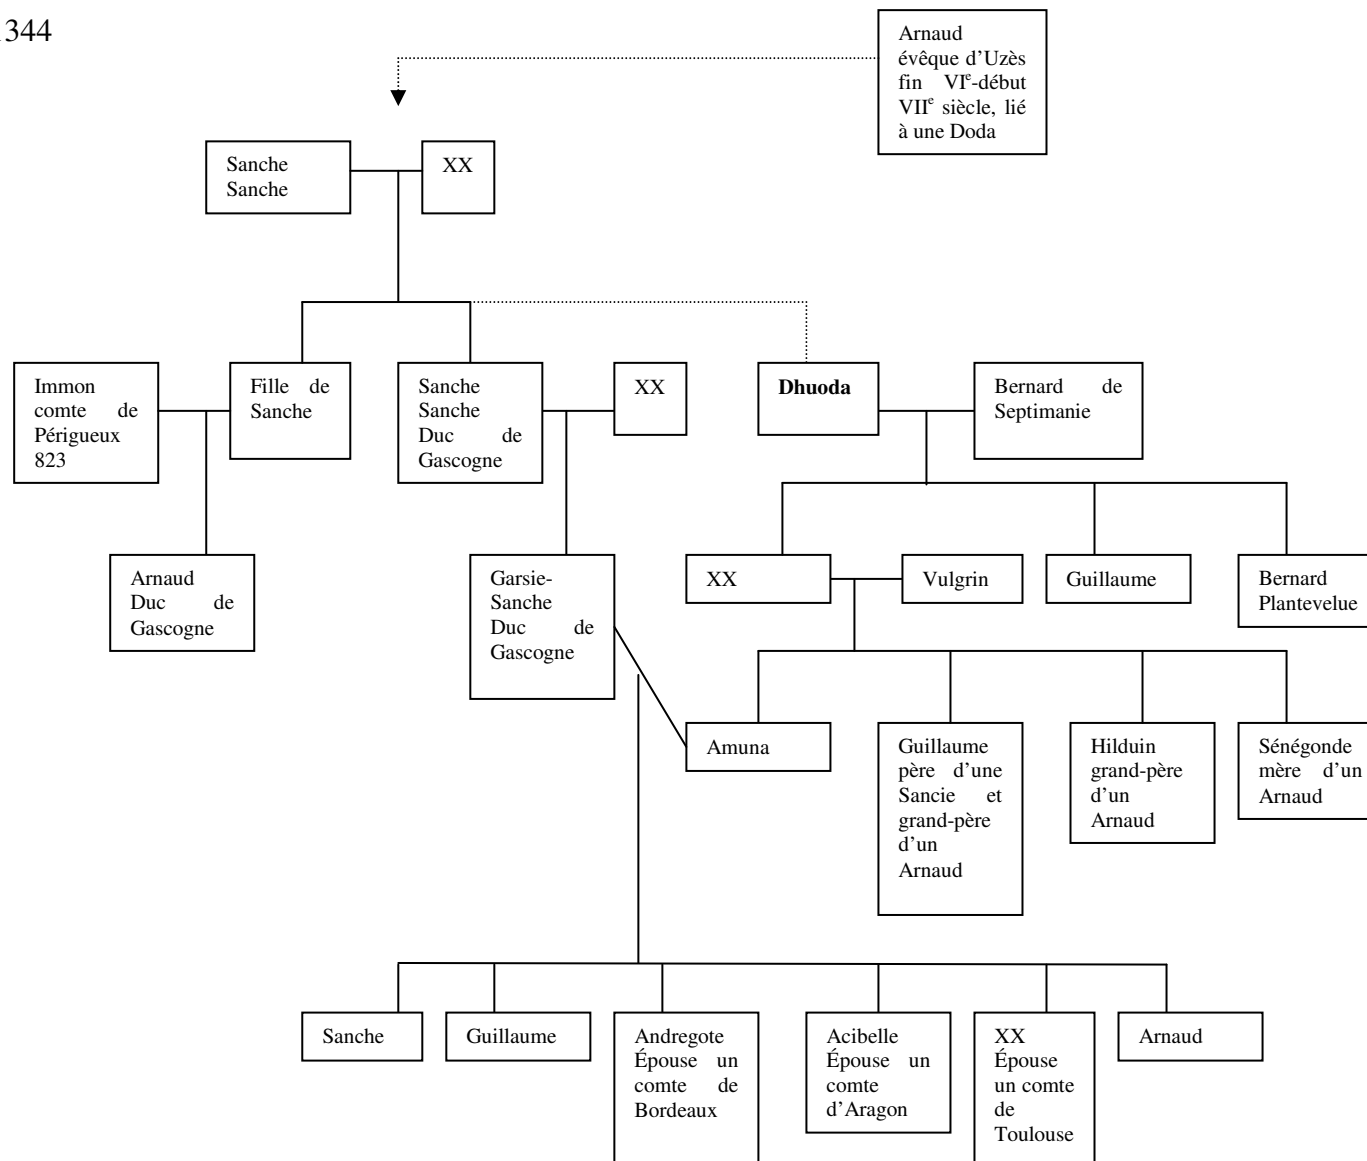 1344
Arnaud
évêque d'Uzès
fin VIe-début
VIIe siècle, lié
à une Doda
Sanche
Sanche
XX
Immon
comte de
Périgueux
823
Fille de
Sanche
Sanche
Sanche
Duc de
Gascogne
XX
Dhuoda
Bernard de
Septimanie
Arnaud
Duc de
Gascogne
Garsie-
Sanche
Duc de
Gascogne
XX
Vulgrin
Guillaume
Bernard
Plantevelue
Amuna
Guillaume
père d'une
Sancie et
grand-père
d'un
Arnaud
Hilduin
grand-père
d'un
Arnaud
Sénégonde
mère d'un
Arnaud
Sanche
Guillaume
Andregote
Épouse un
comte de
Bordeaux
Acibelle
Épouse un
comte
d'Aragon
XX
Épouse
un comte
de
Toulouse
Arnaud